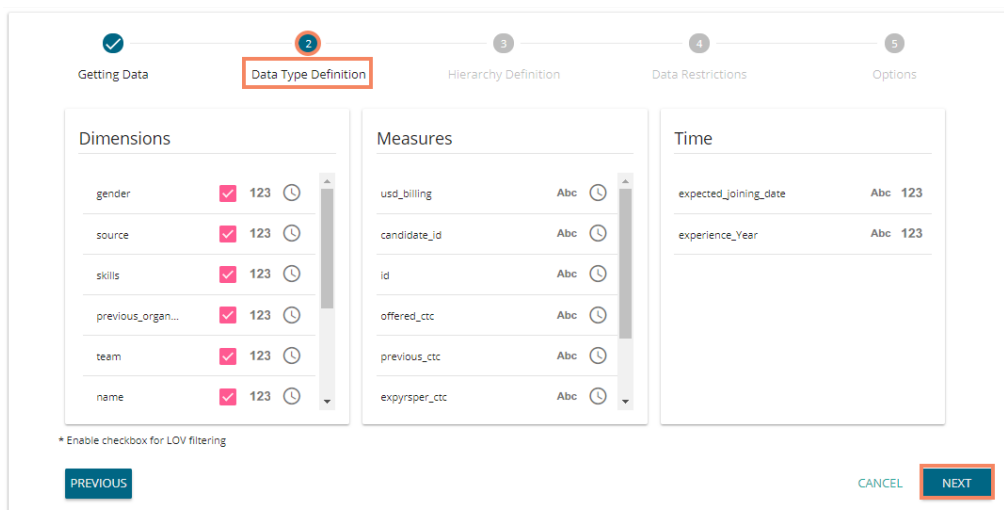 2 3 4 5
Getting Data Data Type Definition Hierarchy Definition Data Restrictions Options
Dimensions
gender 123
source 123
skills 123
previous_organ... 123
team 123
name 123
Measures
usd_billing Abc
candidate_id Abc
id Abc
offered_ctc Abc
previous_ctc Abc
expyrsper_ctc Abc
Time
expected_joining_date Abc 123
experience_Year Abc 123
* Enable checkbox for LOV filtering
PREVIOUS CANCEL NEXT